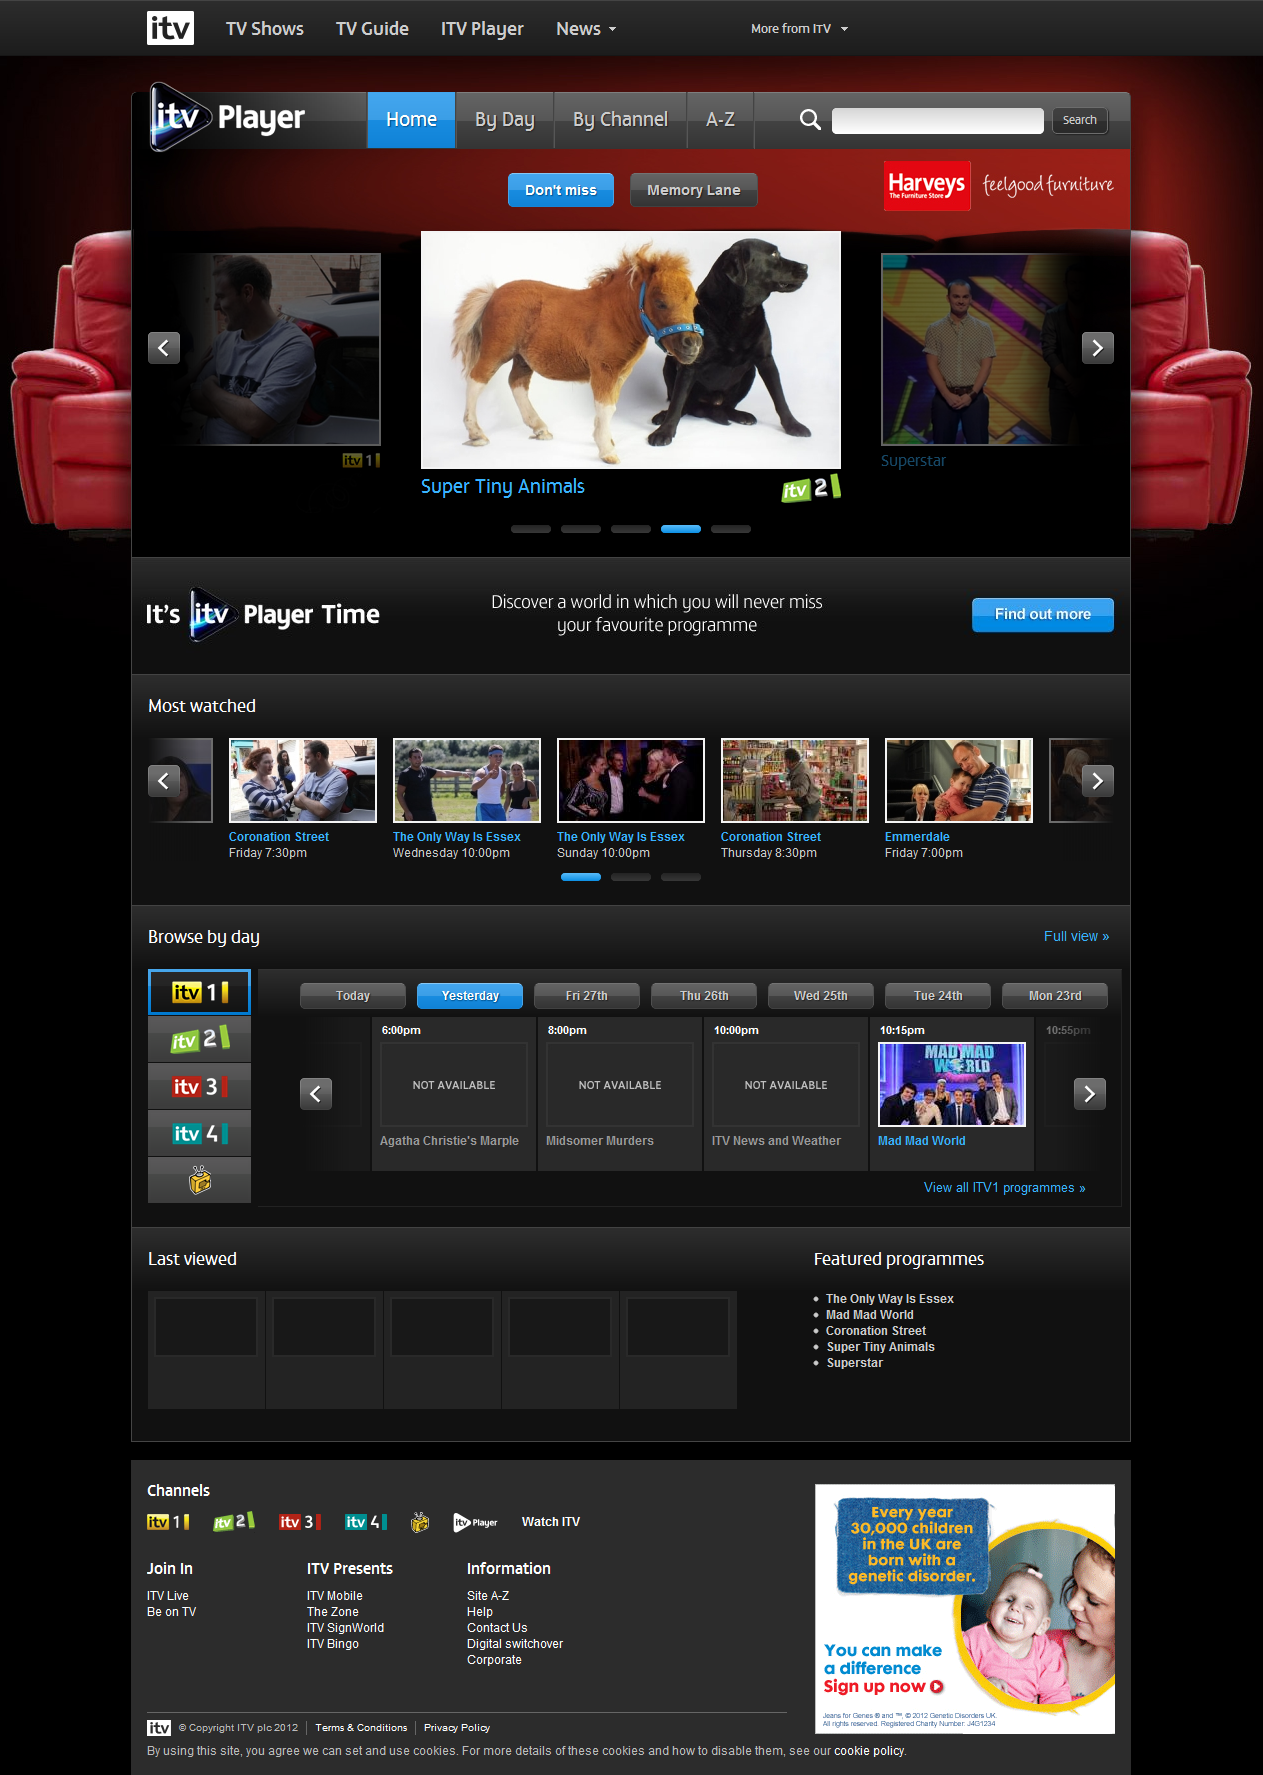 itv
TV Shows
TV Guide
ITV Player
News
More from ITV
itv Player
Home
By Day
By Channel
A-Z
Search
Don't miss
Memory Lane
Harveys
The Furniture Store
feelgood furniture
itv 1
Super Tiny Animals
itv 2
Superstar
It's itv Player Time
Discover a world in which you will never miss
your favourite programme
Find out more
Most watched
Coronation Street
Friday 7:30pm
The Only Way Is Essex
Wednesday 10:00pm
The Only Way Is Essex
Sunday 10:00pm
Coronation Street
Thursday 8:30pm
Emmerdale
Friday 7:00pm
Browse by day
Full view »
itv 1
itv 2
itv 3
itv 4
Today
Yesterday
Fri 27th
Thu 26th
Wed 25th
Tue 24th
Mon 23rd
6:00pm
NOT AVAILABLE
Agatha Christie's Marple
8:00pm
NOT AVAILABLE
Midsomer Murders
10:00pm
NOT AVAILABLE
ITV News and Weather
10:15pm
MAD MAD
WORLD
Mad Mad World
10:55pm
View all ITV1 programmes »
Last viewed
Featured programmes
• The Only Way Is Essex
• Mad Mad World
• Coronation Street
• Super Tiny Animals
• Superstar
Channels
itv 1
itv 2
itv 3
itv 4
itv Player
Watch ITV
Join In
ITV Live
Be on TV
ITV Presents
ITV Mobile
The Zone
ITV SignWorld
ITV Bingo
Information
Site A-Z
Help
Contact Us
Digital switchover
Corporate
Every year
30,000 children
in the UK are
born with a
genetic disorder.
You can make
a difference
Sign up now
Jeans for Genes ® and ™, © 2012 Genetic Disorders UK.
All rights reserved. Registered Charity Number: J4G1234
itv © Copyright ITV plc 2012
Terms & Conditions
Privacy Policy
By using this site, you agree we can set and use cookies. For more details of these cookies and how to disable them, see our cookie policy.